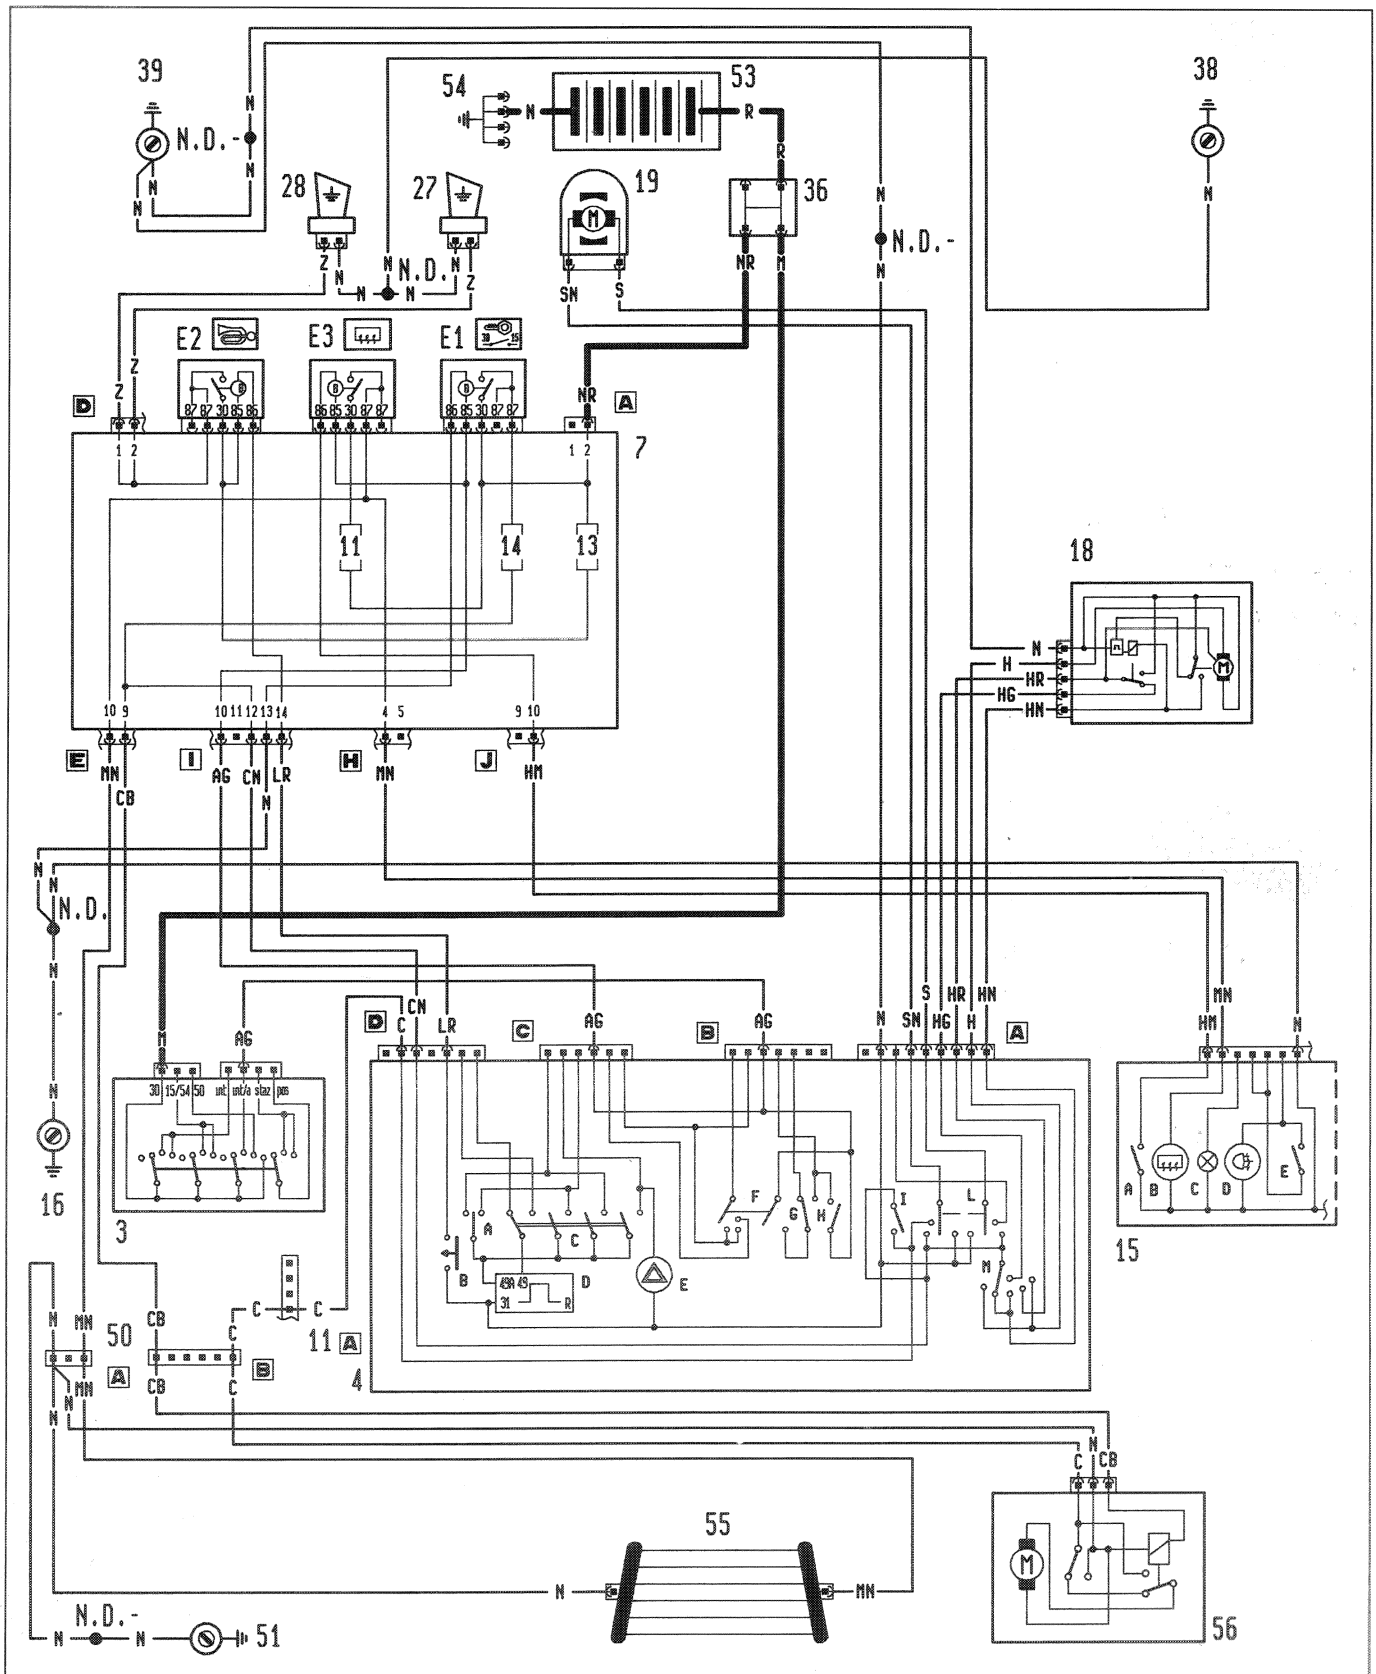 39
54
53
38
N
R
N
N.D.-
R
N
28
27
19
36
N
N
N
N
M
N.D.-
Z
N
N
N.D.
N
Z
N
N
N
SN
S
NR
M
E2
E3
E1
30 15
Z
Z
NR
87 87 30 85 86
86 85 30 87 87
86 85 30 87 87
D
A
7
1 2
1 2
11
14
13
18
N
H
HR
HG
HN
M
10 9
10 11 12 13 14
4 5
9 10
E
I
H
J
MN
AG
CN
LR
MN
HM
CB
N
N
N
N.D.
N
S
HR
HN
MN
CN
D
C
LR
C
AG
B
AG
N
SN
HG
H
A
HM
N
M
AG
N
30 15/54 50 int int/a staz pos
16
3
A
B
C
D
49A 49
31 R
E
F
G
H
I
L
M
A
B
C
D
E
15
N
MN
50
CB
C
C
C
11
A
4
A
B
MN
CB
C
N
N
C
N
CB
55
M
N
MN
56
N.D.-
N
N
51